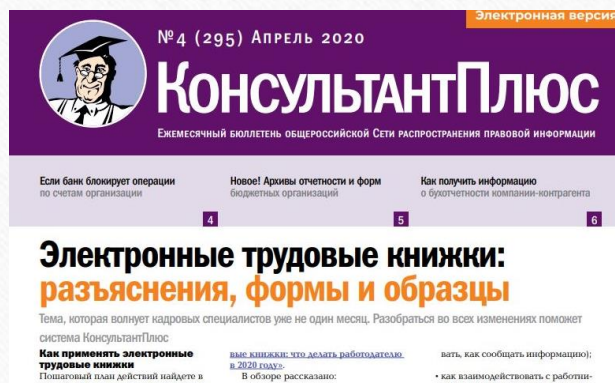 Электронная версия
№4 (295) Апрель 2020
КонсультантПлюс
Ежемесячный бюллетень общероссийской Сети распространения правовой информации
Если банк блокирует операции
по счетам организации
4
Новое! Архивы отчетности и форм
бюджетных организаций
5
Как получить информацию
о бухотчетности компании-контрагента
6
Электронные трудовые книжки:
разъяснения, формы и образцы
Тема, которая волнует кадровых специалистов уже не один месяц. Разобраться во всех изменениях поможет
система КонсультантПлюс
Как применять электронные
трудовые книжки
Пошаговый план действий найдете в
вые книжки: что делать работодателю
в 2020 году».
В обзоре рассказано:
вать, как сообщать информацию);
• как взаимодействовать с работни-